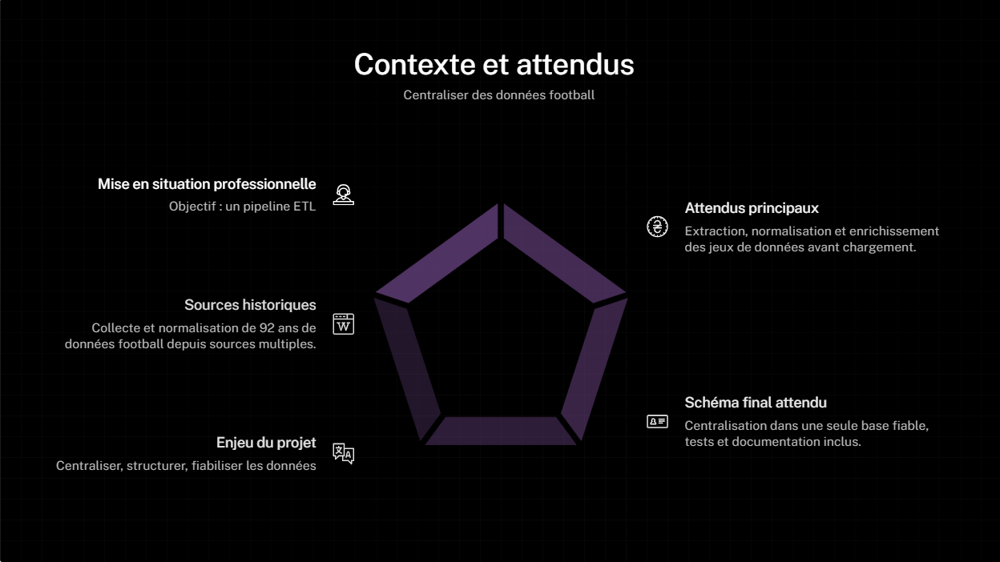 Contexte et attendus
Centraliser des données football
Mise en situation professionnelle
Objectif : un pipeline ETL
Sources historiques
Collecte et normalisation de 92 ans de
données football depuis sources multiples.
Enjeu du projet
Centraliser, structurer, fiabiliser les données
Attendus principaux
Extraction, normalisation et enrichissement
des jeux de données avant chargement.
Schéma final attendu
Centralisation dans une seule base fiable,
tests et documentation inclus.
W
文
A